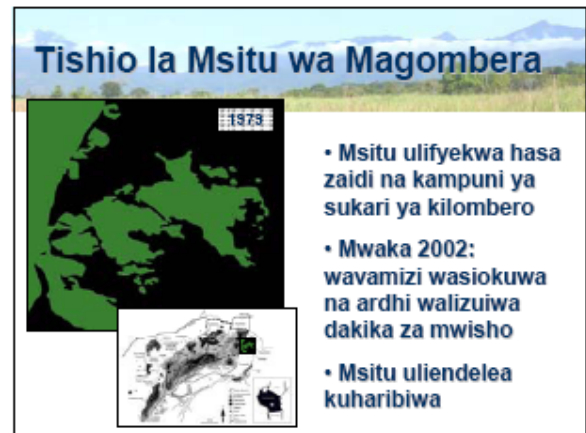 Tishio la Msitu wa Magombera
1979
• Msitu ulifyekwa hasa
zaidi na kampuni ya
sukari ya kilombero
• Mwaka 2002:
wavamizi wasiokuwa
na ardhi walizuiwa
dakika za mwisho
• Msitu uliendelea
kuharibiwa